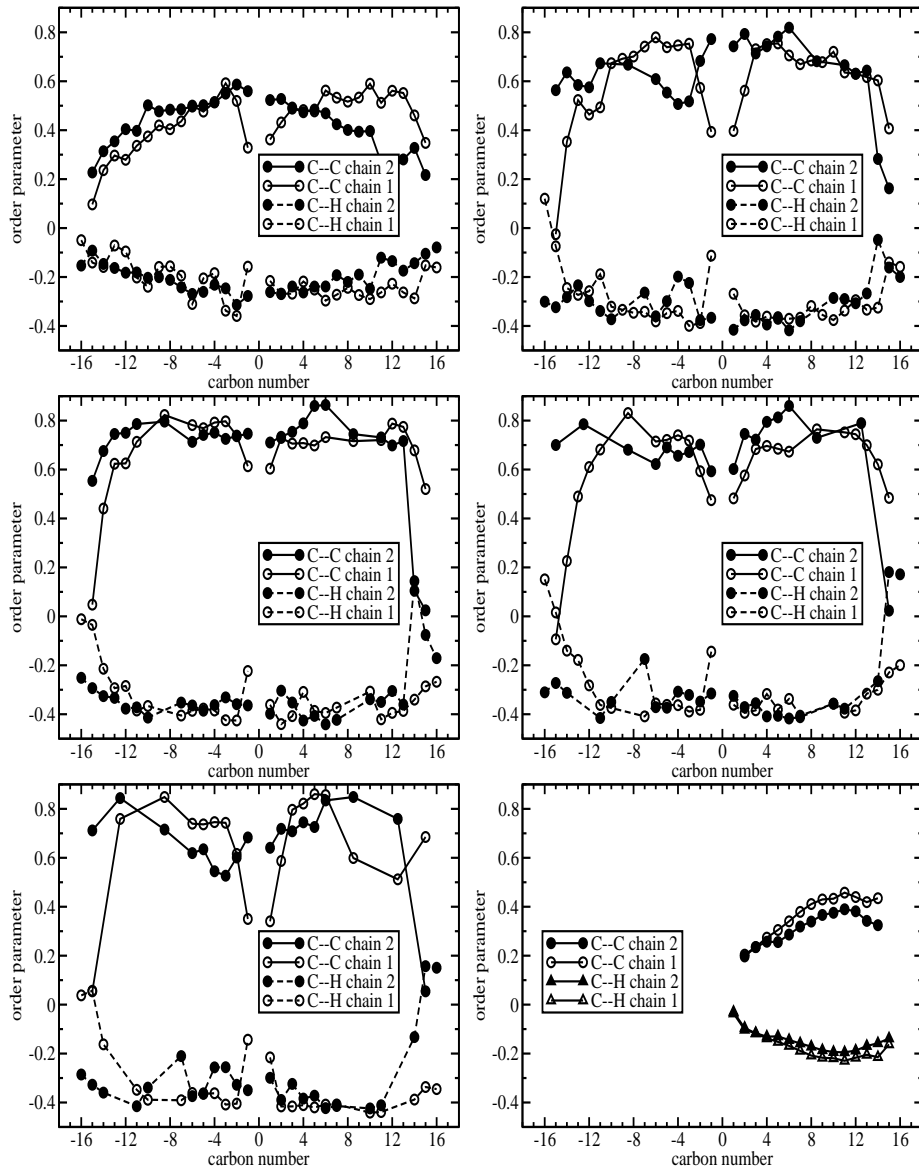 0.8
0.6
0.4
0.2
0
-0.2
-0.4
order parameter
C--C chain 2
C--C chain 1
C--H chain 2
C--H chain 1
-16 -12 -8 -4 0 4 8 12 16
carbon number
0.8
0.6
0.4
0.2
0
-0.2
-0.4
order parameter
C--C chain 2
C--C chain 1
C--H chain 2
C--H chain 1
-16 -12 -8 -4 0 4 8 12 16
carbon number
0.8
0.6
0.4
0.2
0
-0.2
-0.4
order parameter
C--C chain 2
C--C chain 1
C--H chain 2
C--H chain 1
-16 -12 -8 -4 0 4 8 12 16
carbon number
0.8
0.6
0.4
0.2
0
-0.2
-0.4
order parameter
C--C chain 2
C--C chain 1
C--H chain 2
C--H chain 1
-16 -12 -8 -4 0 4 8 12 16
carbon number
0.8
0.6
0.4
0.2
0
-0.2
-0.4
order parameter
C--C chain 2
C--C chain 1
C--H chain 2
C--H chain 1
-16 -12 -8 -4 0 4 8 12 16
carbon number
0.8
0.6
0.4
0.2
0
-0.2
-0.4
order parameter
C--C chain 2
C--C chain 1
C--H chain 2
C--H chain 1
-16 -12 -8 -4 0 4 8 12 16
carbon number